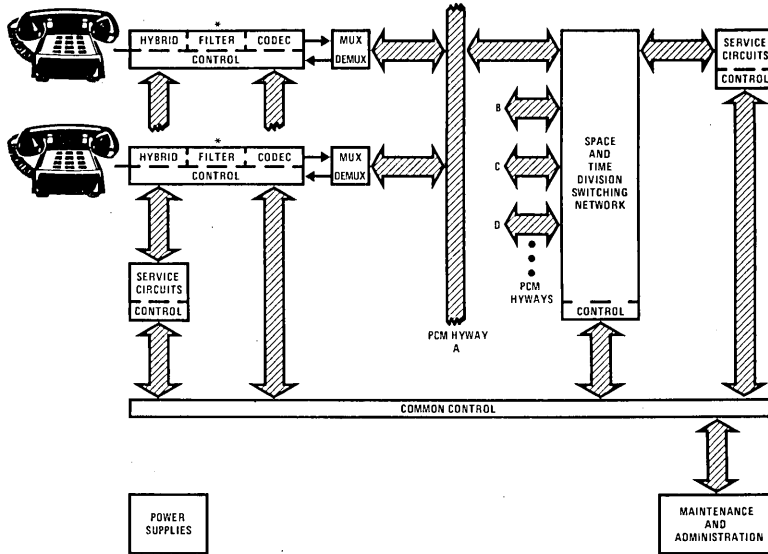 *
HYBRID FILTER CODEC
CONTROL
MUX
DEMUX
SERVICE
CIRCUITS
CONTROL
B
C
D
PCM
HYWAYS
SPACE
AND
TIME
DIVISION
SWITCHING
NETWORK
CONTROL
*
HYBRID FILTER CODEC
CONTROL
MUX
DEMUX
SERVICE
CIRCUITS
CONTROL
PCM HYWAY
A
COMMON CONTROL
POWER
SUPPLIES
MAINTENANCE
AND
ADMINISTRATION